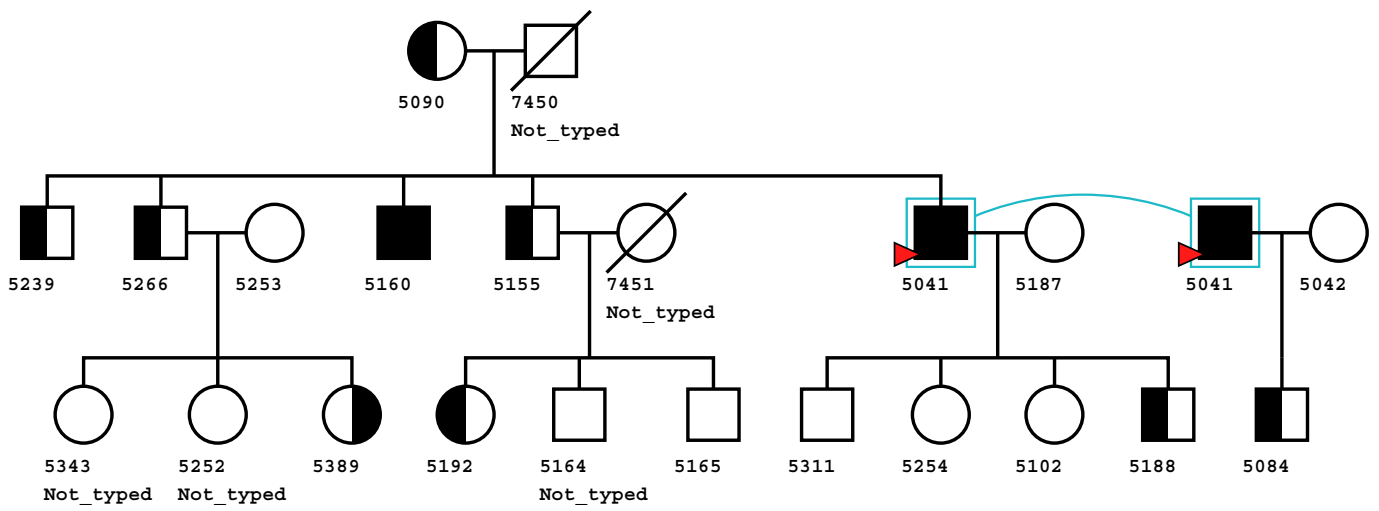 5090 7450
Not_typed
5239 5266 5253 5160 5155 7451 5041 5187 5041 5042
Not_typed
5343 5252 5389 5192 5164 5165 5311 5254 5102 5188 5084
Not_typed Not_typed Not_typed